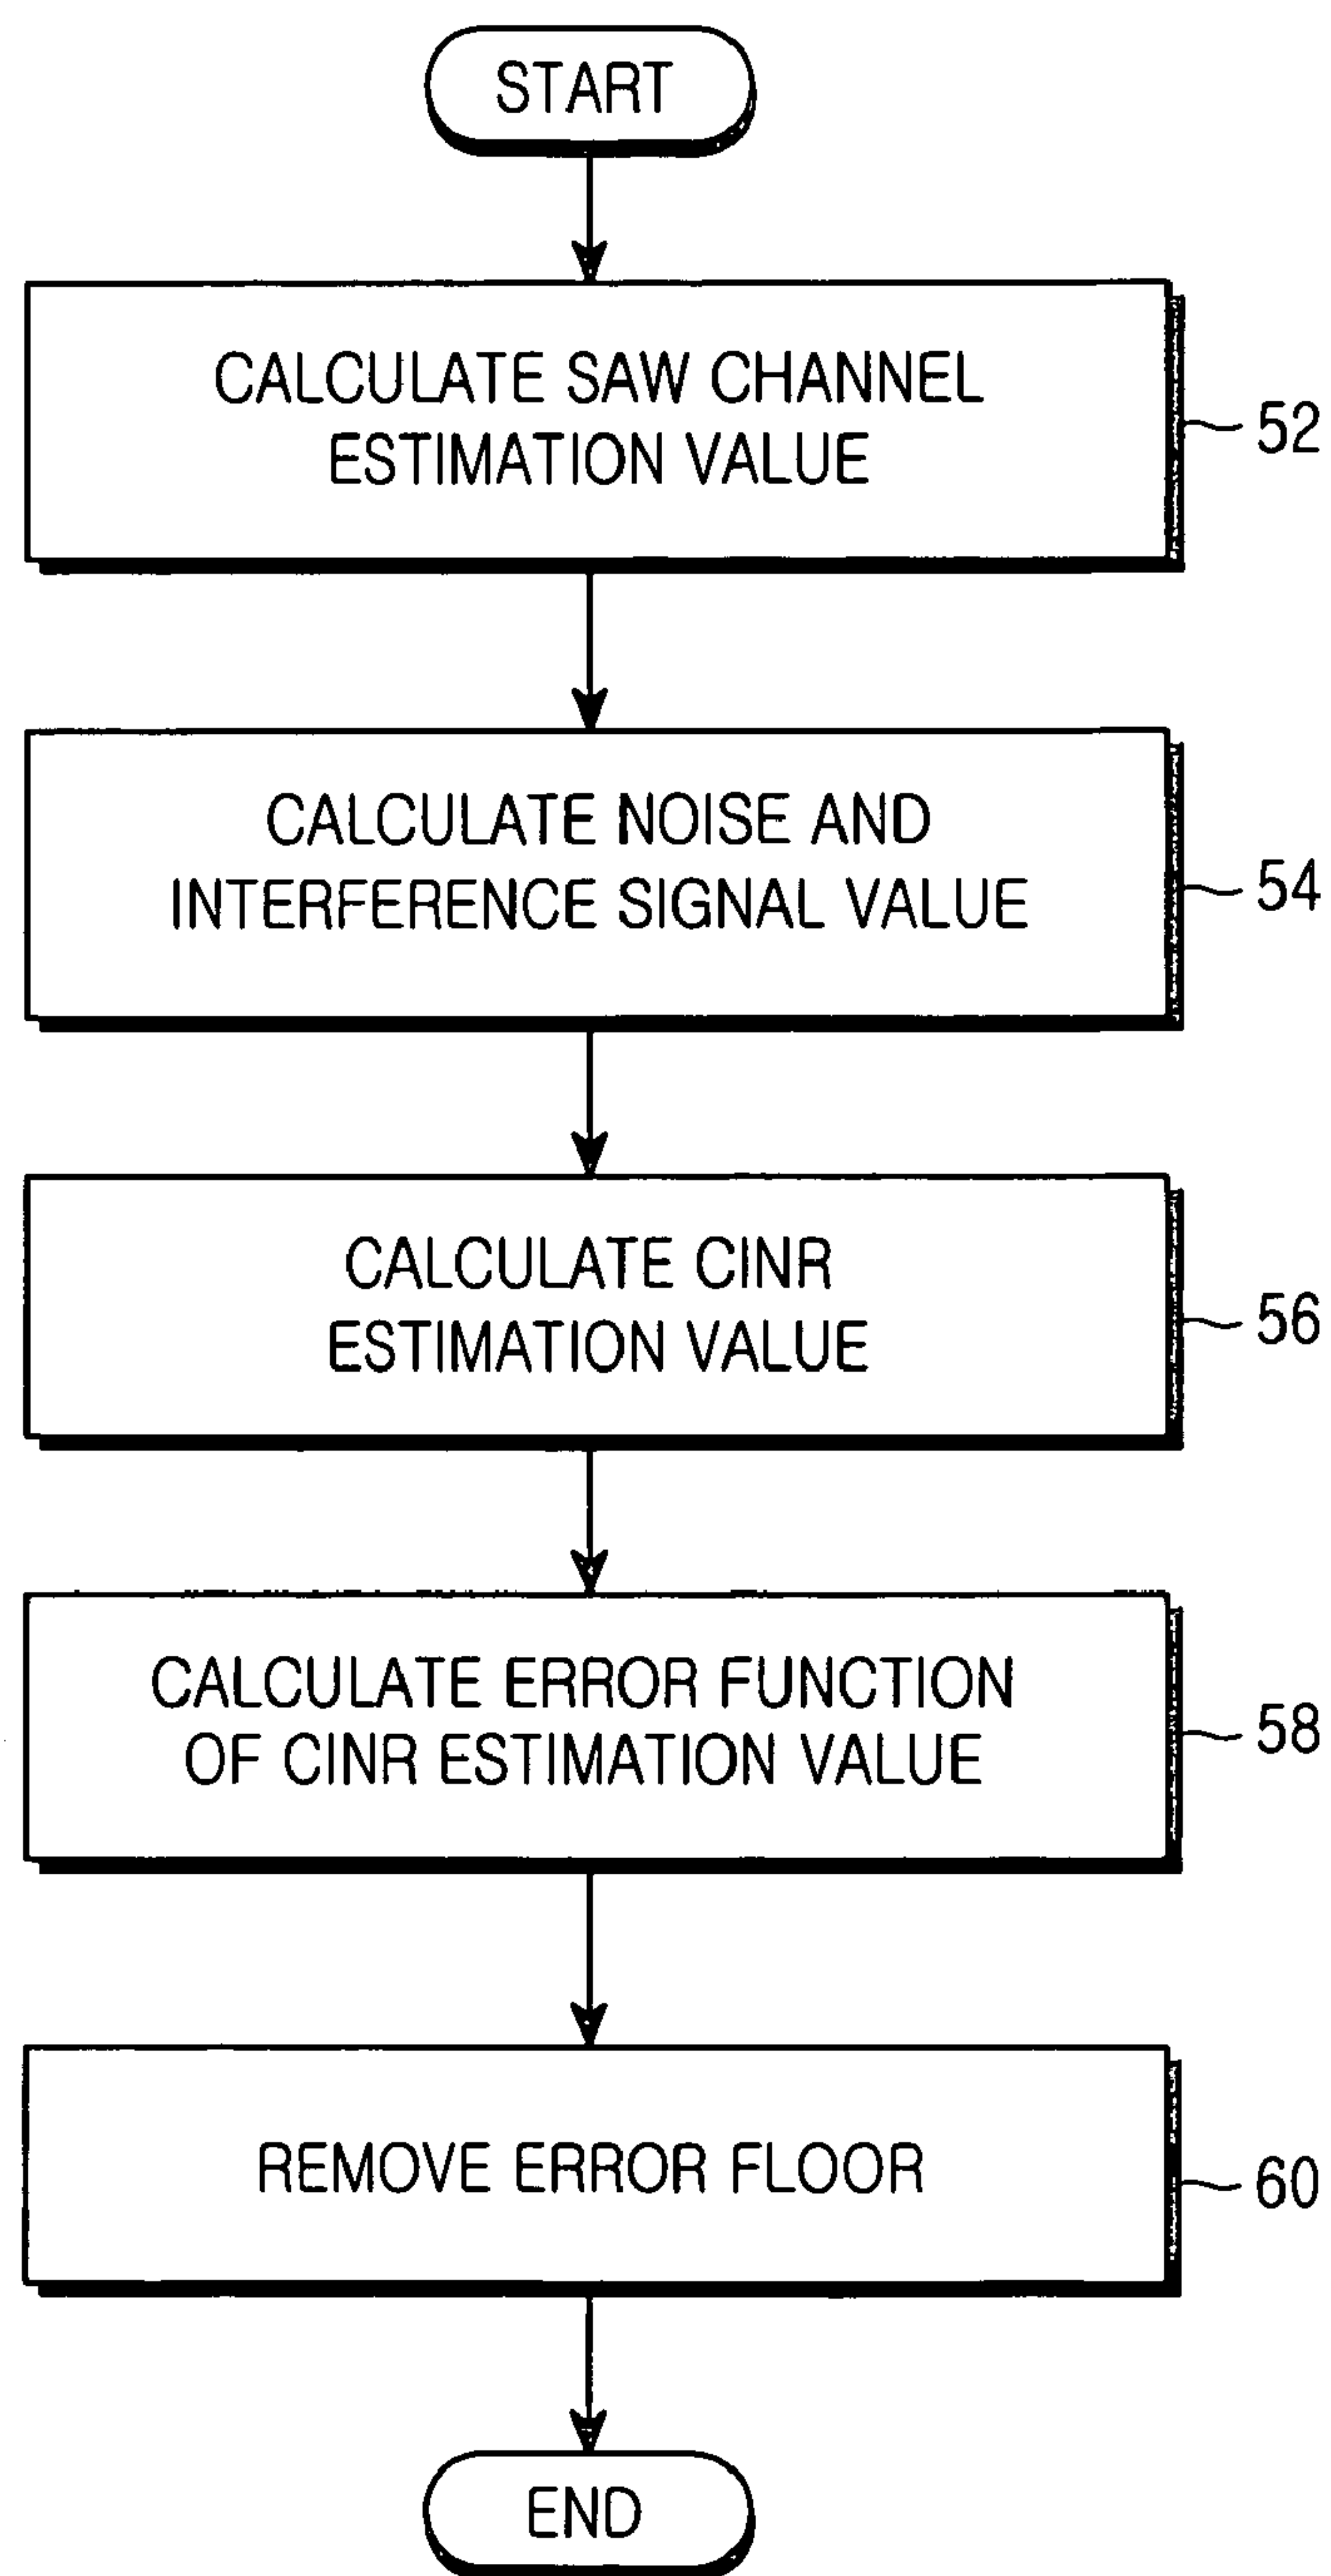 START
CALCULATE SAW CHANNEL
ESTIMATION VALUE
52
CALCULATE NOISE AND
INTERFERENCE SIGNAL VALUE
54
CALCULATE CINR
ESTIMATION VALUE
56
CALCULATE ERROR FUNCTION
OF CINR ESTIMATION VALUE
58
REMOVE ERROR FLOOR
60
END